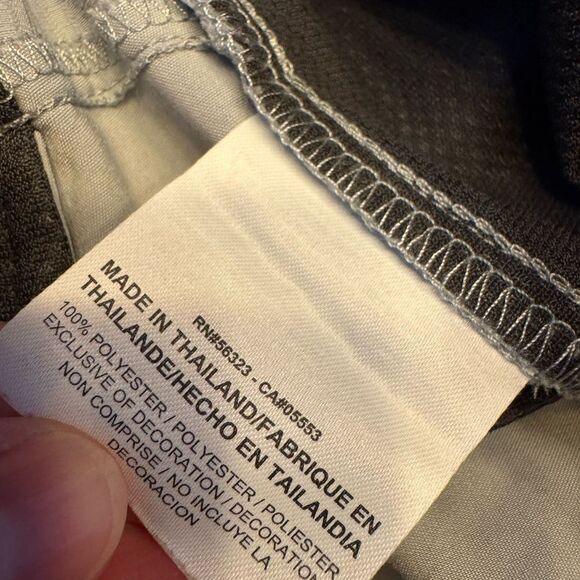 RN#56323 - CA#05553
MADE IN THAILAND/FABRIQUE EN
THAILANDE/HECHO EN TAILANDIA
100% POLYESTER / POLYESTER / POLIESTER
EXCLUSIVE OF DECORATION / DECORATION
NON COMPRISE / NO INCLUYE LA
DECORACION